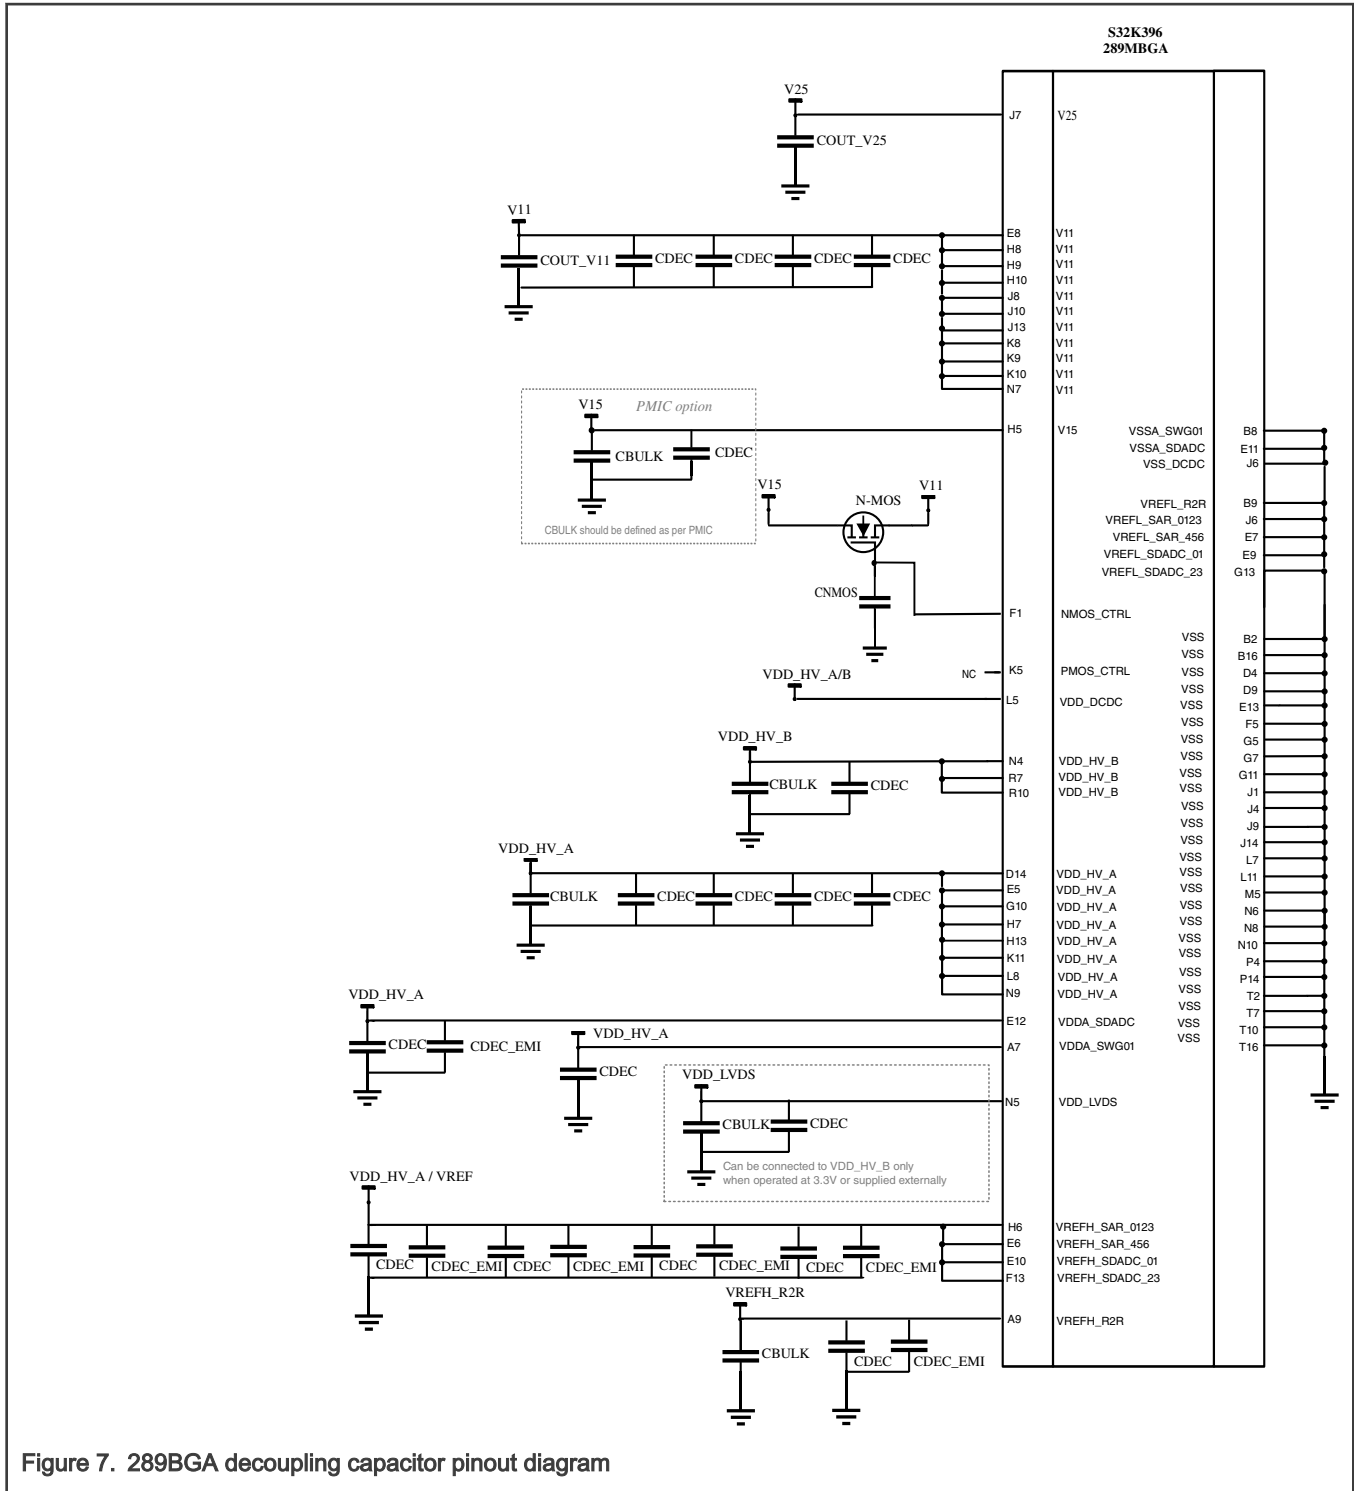 S32K396
289MBGA
V25
J7 V25
COUT_V25
V11
E8 V11
H8 V11
COUT_V11 CDEC CDEC CDEC CDEC
H9 V11
H10 V11
J8 V11
J10 V11
J13 V11
K8 V11
K9 V11
K10 V11
N7 V11
V15 PMIC option
H5 V15
CBULK CDEC
CBULK should be defined as per PMIC
VSSA_SWG01 B8
VSSA_SDADC E11
VSS_DCDC J6
V15 N-MOS V11
VREFL_R2R B9
VREFL_SAR_0123 J6
VREFL_SAR_456 E7
VREFL_SDADC_01 E9
VREFL_SDADC_23 G13
CNMOS
F1 NMOS_CTRL
NC K5 PMOS_CTRL
VDD_HV_A/B
L5 VDD_DCDC
VSS B2
VSS B16
VSS D4
VSS D9
VSS E13
VSS F5
VSS G5
VSS G7
VSS G11
VSS J1
VSS J4
VSS J9
VSS J14
VSS L7
VSS L11
VSS M5
VSS N6
VSS N8
VSS N10
VSS P4
VSS P14
VSS T2
VSS T7
VSS T10
VSS T16
VDD_HV_B
N4 VDD_HV_B
R7 VDD_HV_B
CBULK CDEC
R10 VDD_HV_B
VDD_HV_A
D14 VDD_HV_A
E5 VDD_HV_A
CBULK CDEC CDEC CDEC CDEC
G10 VDD_HV_A
H7 VDD_HV_A
H13 VDD_HV_A
K11 VDD_HV_A
L8 VDD_HV_A
N9 VDD_HV_A
VDD_HV_A
E12 VDDA_SDADC
CDEC CDEC_EMI
VDD_HV_A
A7 VDDA_SWG01
CDEC
VDD_LVDS
N5 VDD_LVDS
CBULK CDEC
Can be connected to VDD_HV_B only
when operated at 3.3V or supplied externally
VDD_HV_A / VREF
H6 VREFH_SAR_0123
E6 VREFH_SAR_456
E10 VREFH_SDADC_01
F13 VREFH_SDADC_23
CDEC CDEC_EMI CDEC CDEC_EMI CDEC CDEC_EMI CDEC CDEC_EMI
VREFH_R2R
A9 VREFH_R2R
CBULK CDEC CDEC_EMI
Figure 7. 289BGA decoupling capacitor pinout diagram